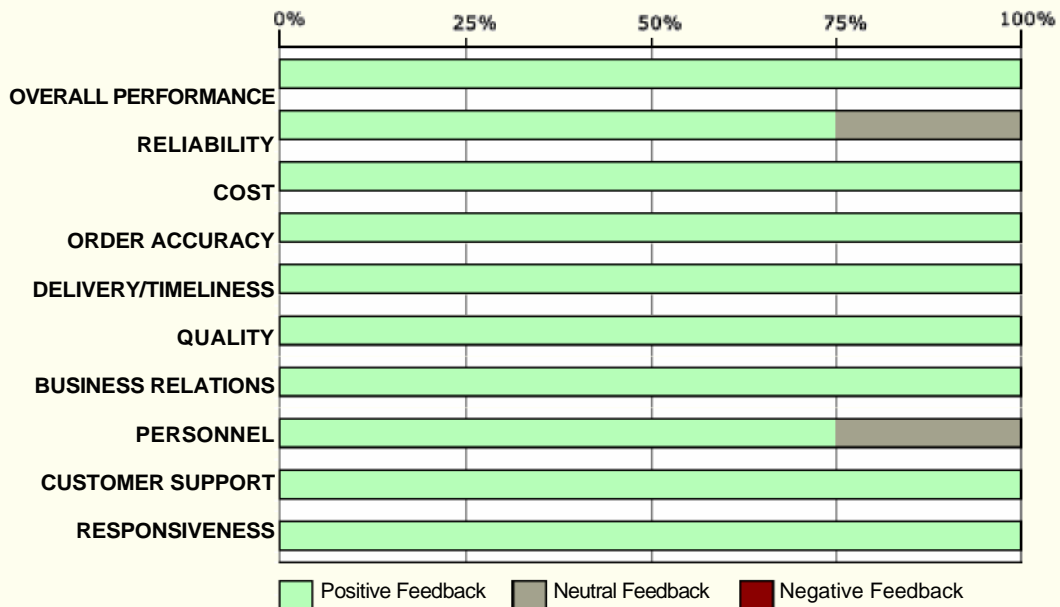 0% 25% 50% 75% 100%
OVERALL PERFORMANCE
RELIABILITY
COST
ORDER ACCURACY
DELIVERY/TIMELINESS
QUALITY
BUSINESS RELATIONS
PERSONNEL
CUSTOMER SUPPORT
RESPONSIVENESS
Positive Feedback Neutral Feedback Negative Feedback